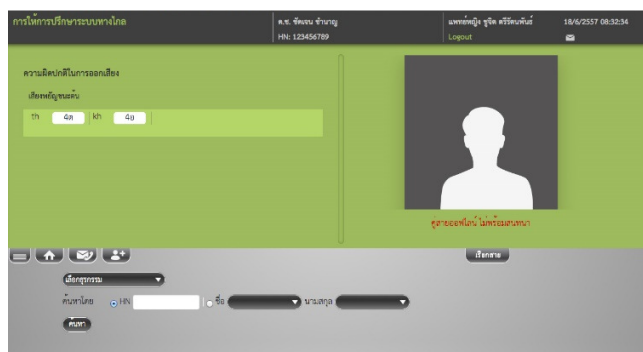 การให้การปรึกษาระบบทางไกล
ด.ช. ชัดเจน ชำนาญ
HN: 123456789
แพทย์หญิง ชูจิต ตรีรัตนพันธ์
Logout
18/6/2557 08:32:34
ความผิดปกติในการออกเสียง
เสียงพยัญชนะต้น
th kh
คู่สายออฟไลน์ ไม่พร้อมสนทนา
เรียกสาย
เลือกธุรกรรม
ค้นหาโดย HN ชื่อ นามสกุล
ค้นหา